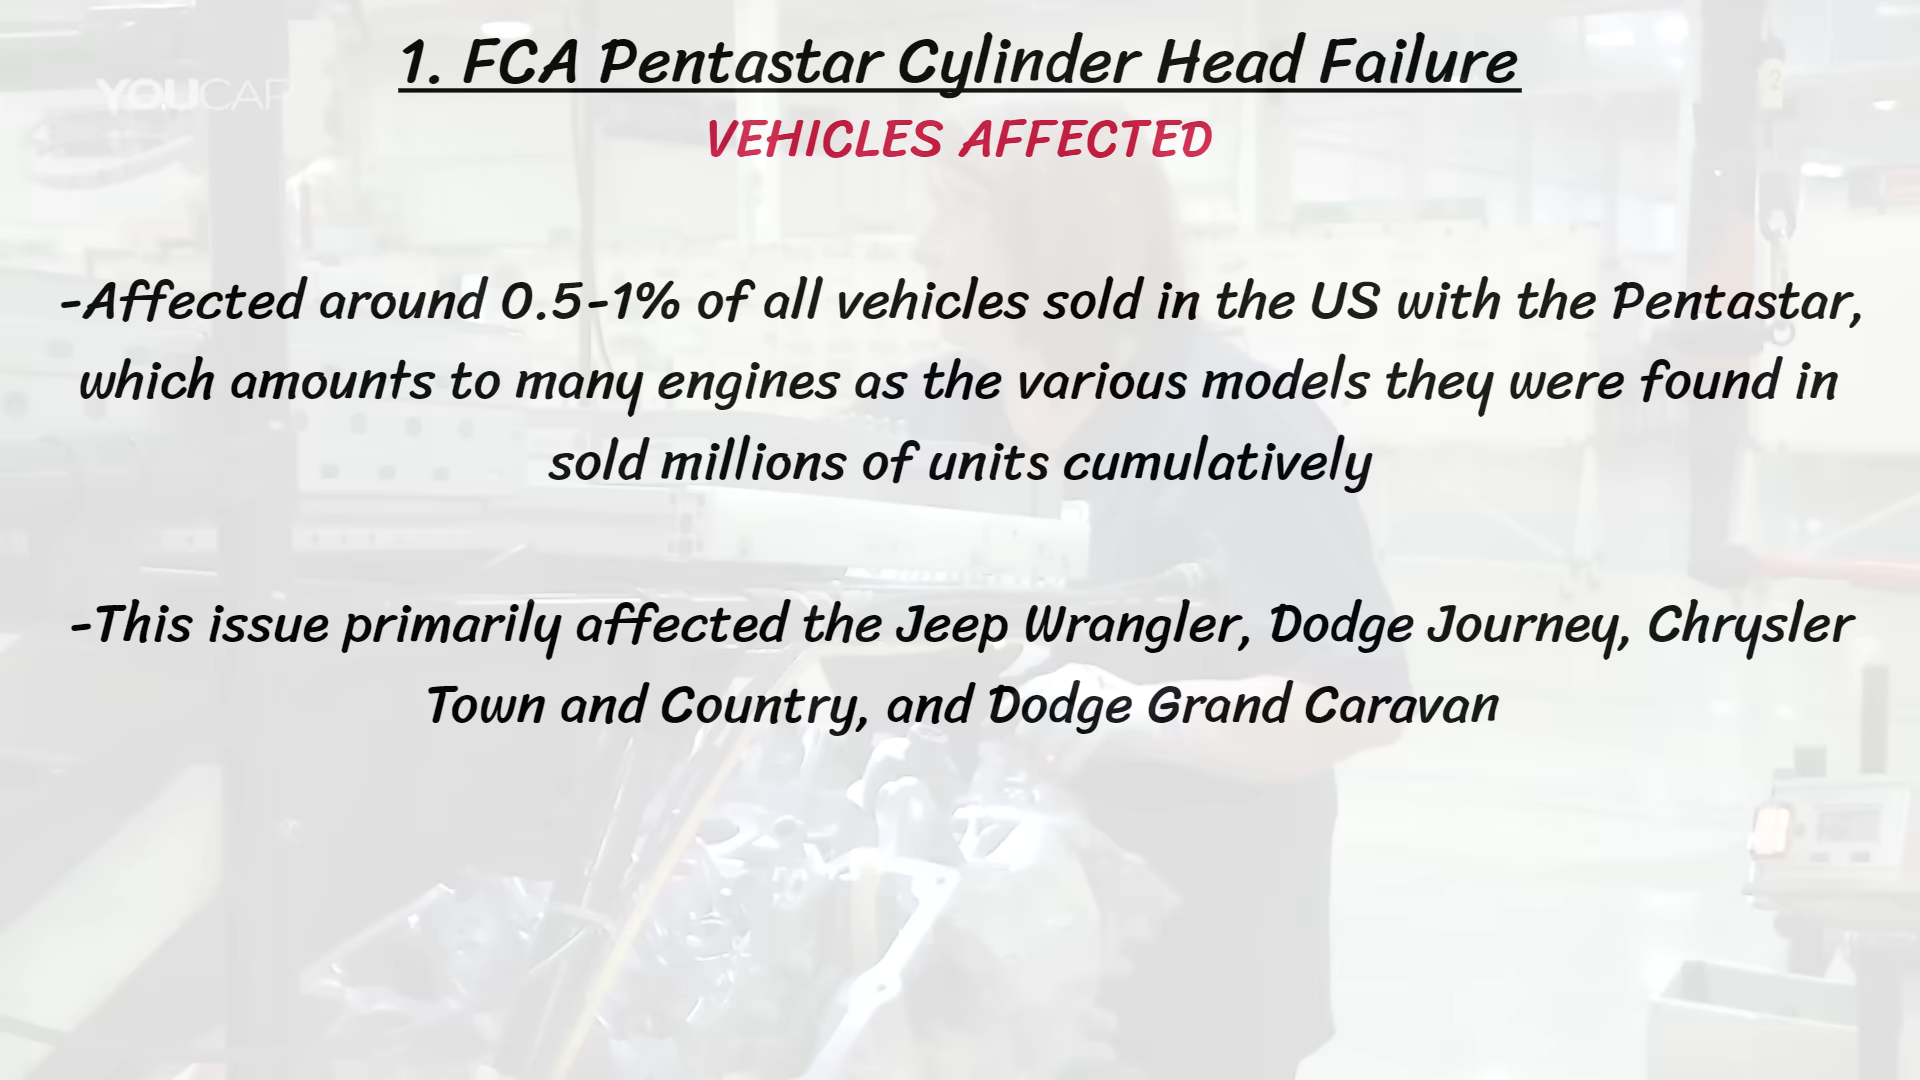 1. FCA Pentastar Cylinder Head Failure
YOUCAR
VEHICLES AFFECTED
-Affected around 0.5-1% of all vehicles sold in the US with the Pentastar,
which amounts to many engines as the various models they were found in
sold millions of units cumulatively
-This issue primarily affected the Jeep Wrangler, Dodge Journey, Chrysler
Town and Country, and Dodge Grand Caravan